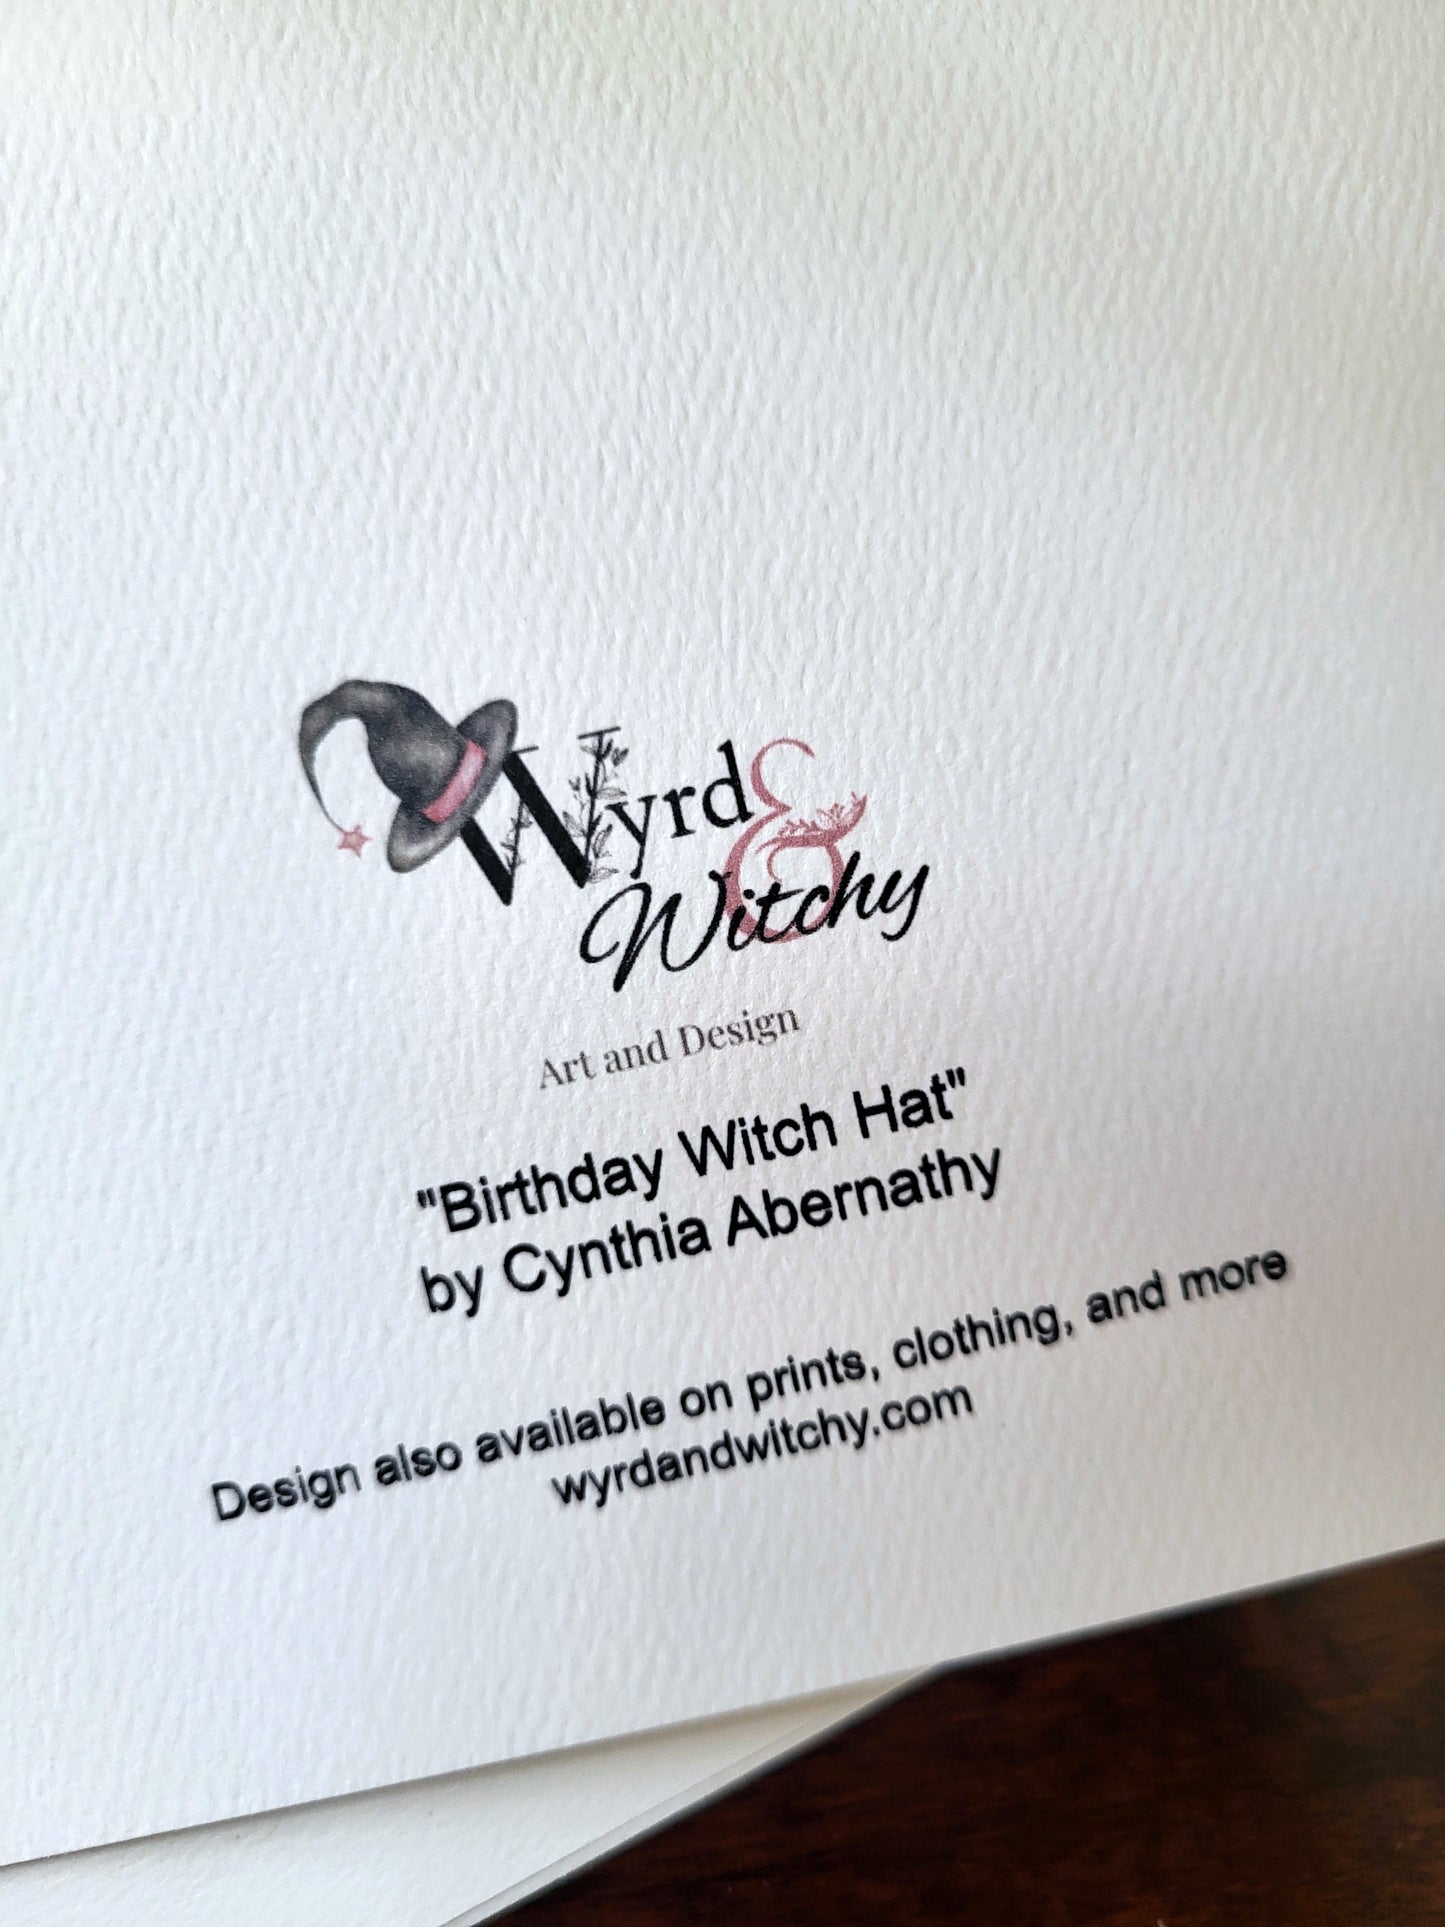 Wyrd &
Witchy
Art and Design
"Birthday Witch Hat"
by Cynthia Abernathy
Design also available on prints, clothing, and more
wyrdandwitchy.com